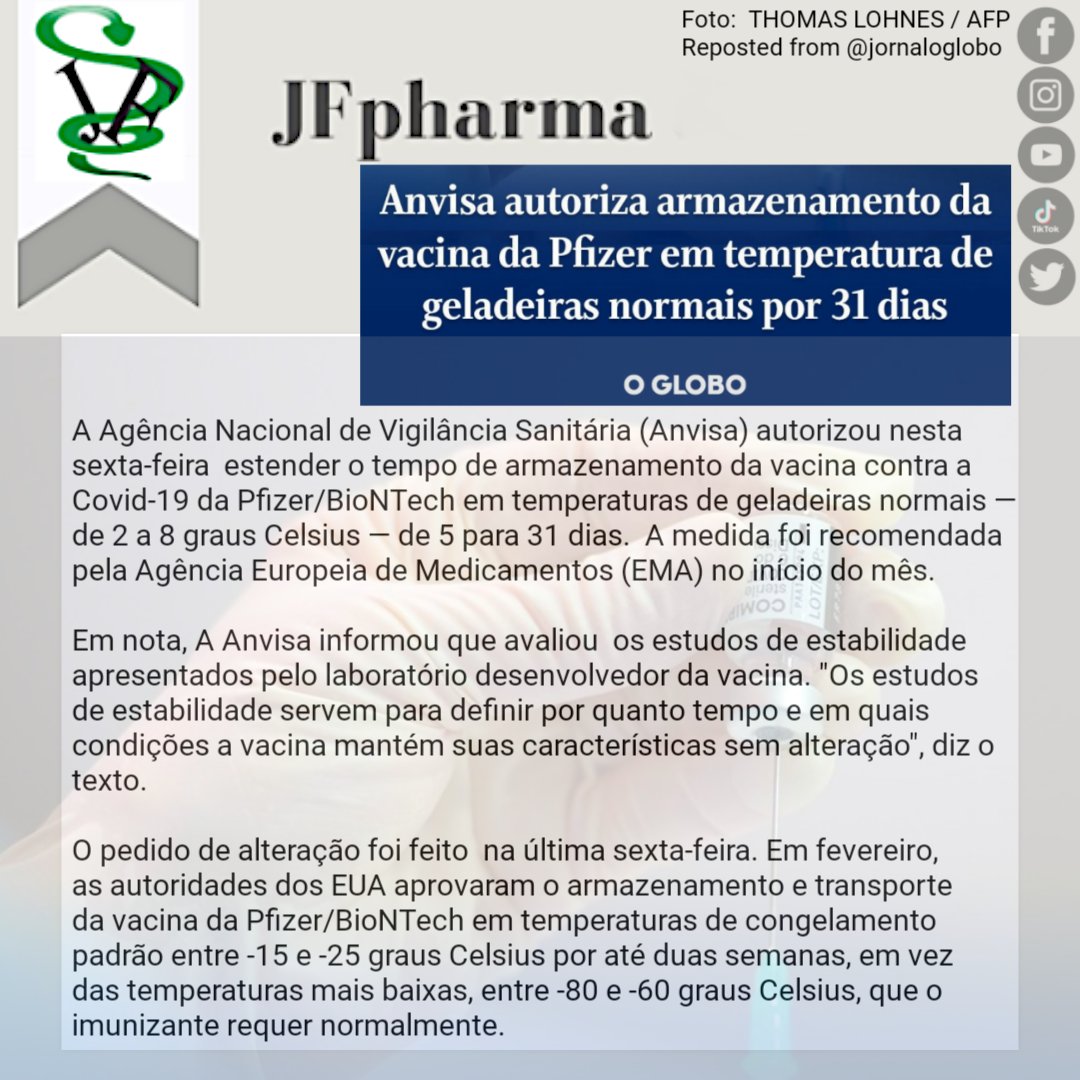 Foto:  THOMAS LOHNES / AFP
Reposted from @jornaloglobo
JFpharma
TikTok
Anvisa autoriza armazenamento da
vacina da Pfizer em temperatura de
geladeiras normais por 31 dias
O GLOBO
A Agência Nacional de Vigilância Sanitária (Anvisa) autorizou nesta
sexta-feira  estender o tempo de armazenamento da vacina contra a
Covid-19 da Pfizer/BioNTech em temperaturas de geladeiras normais —
de 2 a 8 graus Celsius — de 5 para 31 dias.  A medida foi recomendada
pela Agência Europeia de Medicamentos (EMA) no início do mês.
Em nota, A Anvisa informou que avaliou  os estudos de estabilidade
apresentados pelo laboratório desenvolvedor da vacina. "Os estudos
de estabilidade servem para definir por quanto tempo e em quais
condições a vacina mantém suas características sem alteração", diz o
texto.
O pedido de alteração foi feito  na última sexta-feira. Em fevereiro,
as autoridades dos EUA aprovaram o armazenamento e transporte
da vacina da Pfizer/BioNTech em temperaturas de congelamento
padrão entre -15 e -25 graus Celsius por até duas semanas, em vez
das temperaturas mais baixas, entre -80 e -60 graus Celsius, que o
imunizante requer normalmente.